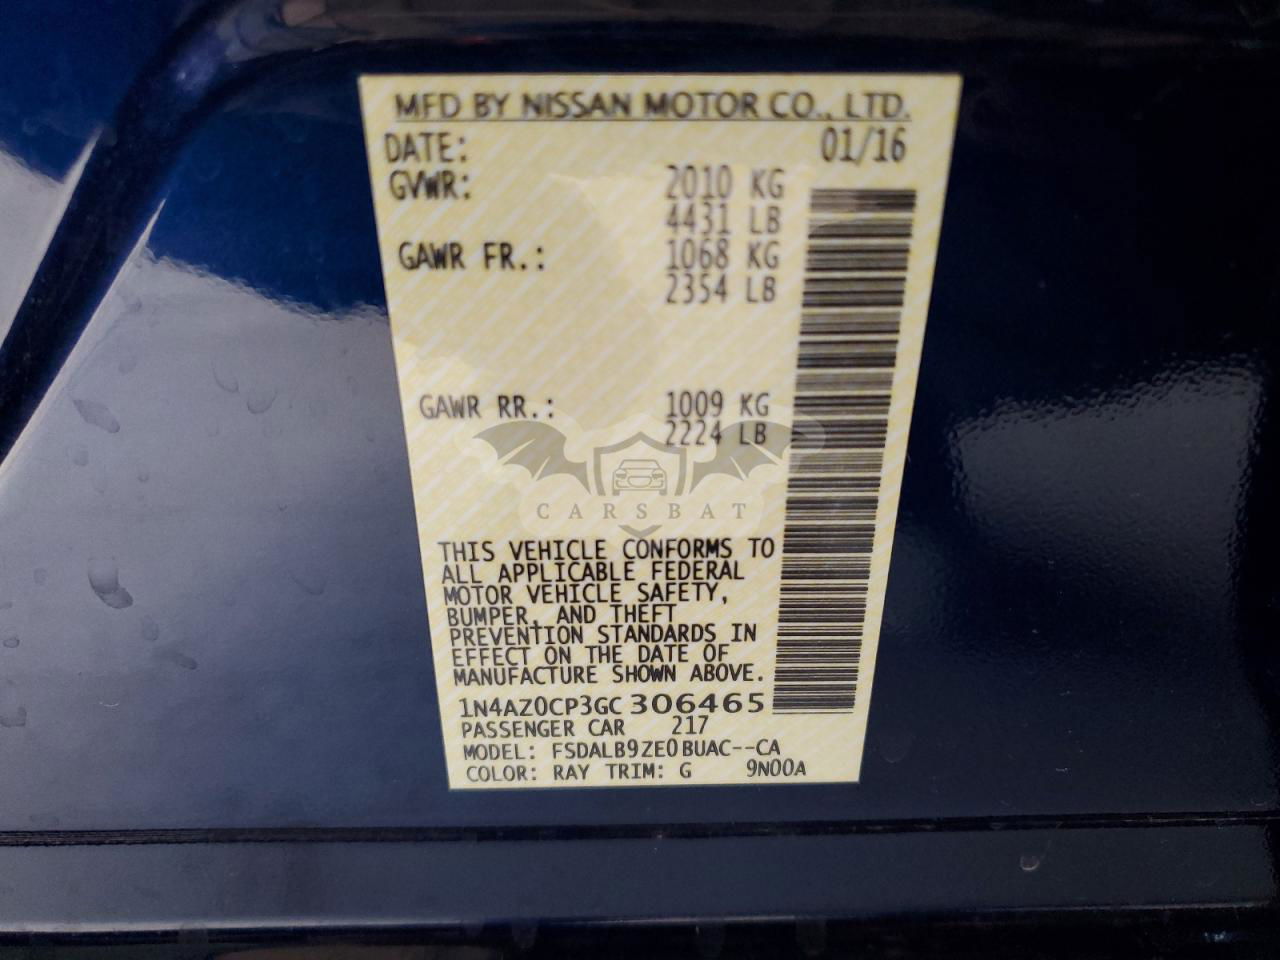 MFD BY NISSAN MOTOR CO., LTD.
DATE: 01/16
GVWR: 2010 KG
4431 LB
GAWR FR.: 1068 KG
2354 LB
GAWR RR.: 1009 KG
2224 LB
CARSBAT
THIS VEHICLE CONFORMS TO
ALL APPLICABLE FEDERAL
MOTOR VEHICLE SAFETY,
BUMPER, AND THEFT
PREVENTION STANDARDS IN
EFFECT ON THE DATE OF
MANUFACTURE SHOWN ABOVE.
1N4AZ0CP3GC306465
PASSENGER CAR 217
MODEL: FSDALB9ZE0BUAC--CA
COLOR: RAY TRIM: G 9N00A